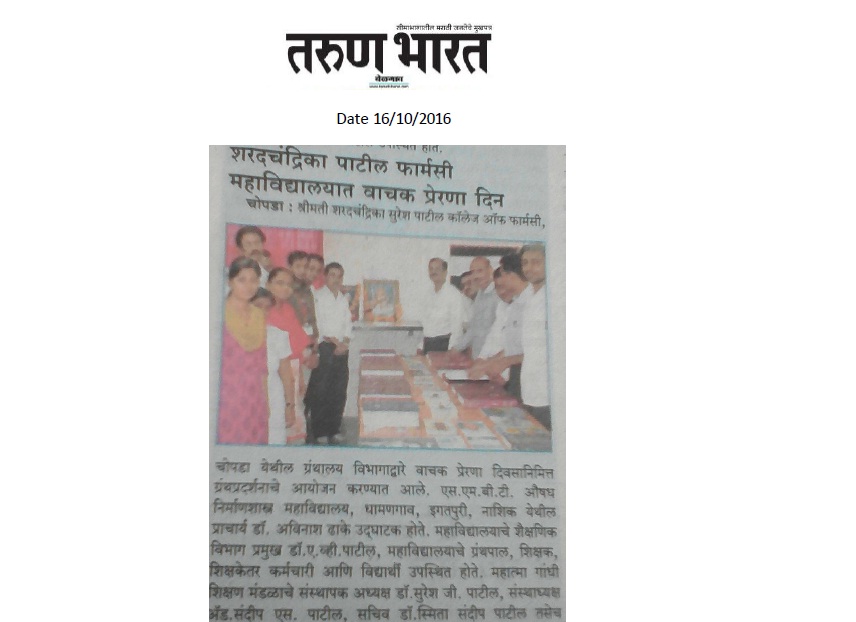 सीमाभागातील मराठी जनतेचे मुखपत्र
तरुण भारत
बेळगाव
Date 16/10/2016
उपस्थित होते.
शरदचंद्रिका पाटील फार्मसी
महाविद्यालयात वाचक प्रेरणा दिन
चोपडा : श्रीमती शरदचंद्रिका सुरेश पाटील कॉलेज ऑफ फार्मसी,
चोपडा येथील ग्रंथालय विभागाद्वारे वाचक प्रेरणा दिवसानिमित्त
ग्रंथप्रदर्शनाचे आयोजन करण्यात आले. एस.एम.बी.टी. औषध
निर्माणशास्त्र महाविद्यालय, धामणगाव, इगतपुरी, नाशिक येथील
प्राचार्य डॉ. अविनाश ढाके उद्घाटक होते. महाविद्यालयाचे शैक्षणिक
विभाग प्रमुख डॉ.ए.व्ही.पाटील, महाविद्यालयाचे ग्रंथपाल, शिक्षक,
शिक्षकेतर कर्मचारी आणि विद्यार्थी उपस्थित होते. महात्मा गांधी
शिक्षण मंडळाचे संस्थापक अध्यक्ष डॉ.सुरेश जी. पाटील, संस्थाध्यक्ष
ॲड.संदीप एस. पाटील, सचिव डॉ.स्मिता संदीप पाटील तसेच